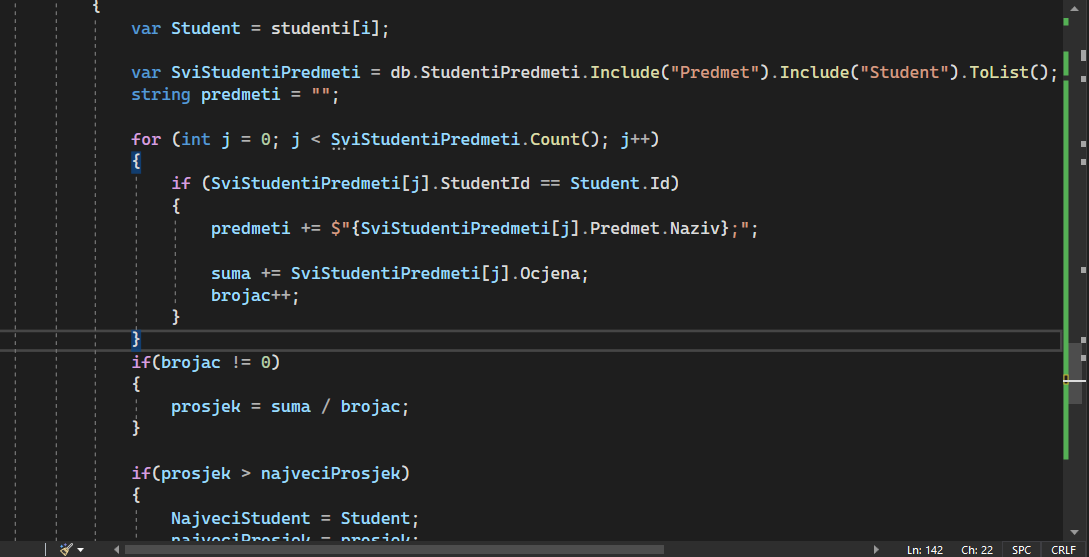 {
var Student = studenti[i];
var SviStudentiPredmeti = db.StudentiPredmeti.Include("Predmet").Include("Student").ToList();
string predmeti = "";
for (int j = 0; j < SviStudentiPredmeti.Count(); j++)
{
if (SviStudentiPredmeti[j].StudentId == Student.Id)
{
predmeti += $"{SviStudentiPredmeti[j].Predmet.Naziv};";
suma += SviStudentiPredmeti[j].Ocjena;
brojac++;
}
}
if(brojac != 0)
{
prosjek = suma / brojac;
}
if(prosjek > najveciProsjek)
{
NajveciStudent = Student;
najveciProsjek = prosjek;
Ln: 142 Ch: 22 SPC CRLF